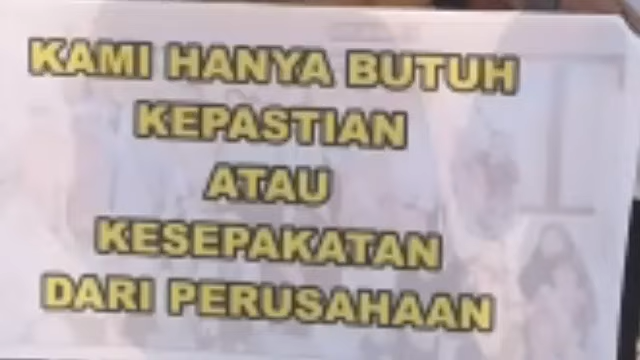 KAMI HANYA BUTUH
KEPASTIAN
ATAU
KESEPAKATAN
DARI PERUSAHAAN